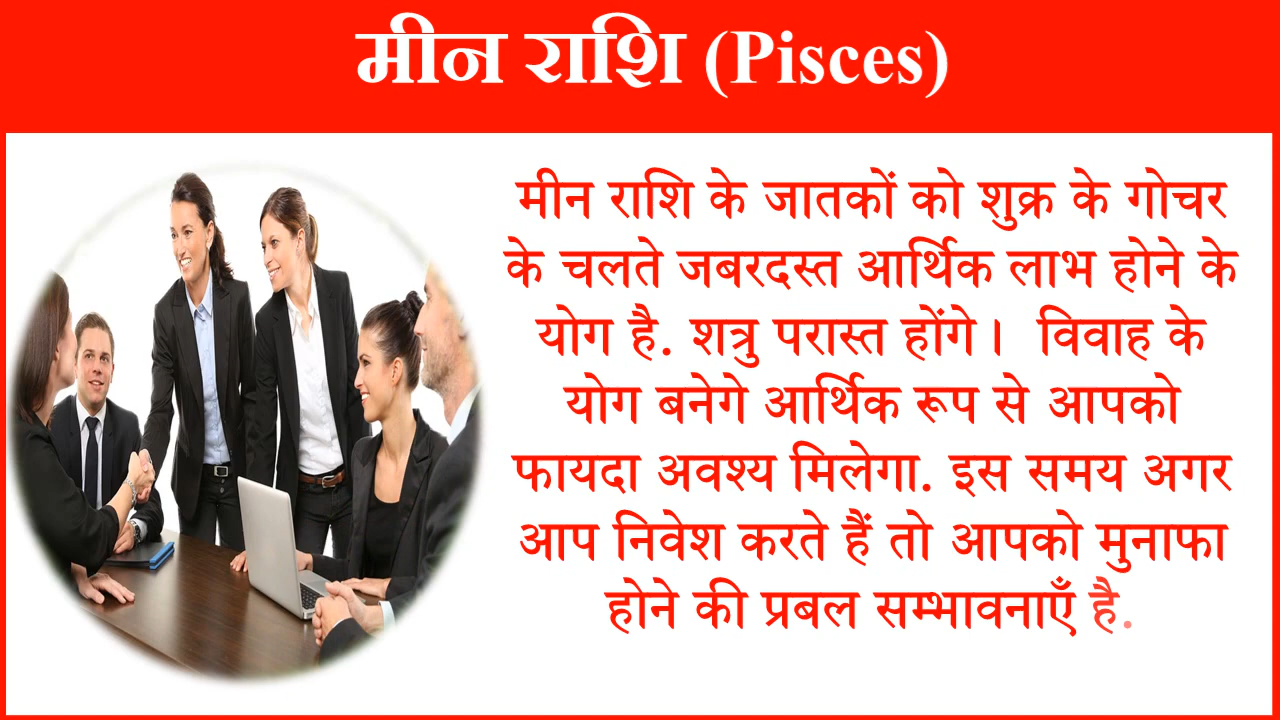 मीन राशि (Pisces)
मीन राशि के जातकों को शुक्र के गोचर
के चलते जबरदस्त आर्थिक लाभ होने के
योग है. शत्रु परास्त होंगे। विवाह के
योग बनेगे आर्थिक रूप से आपको
फायदा अवश्य मिलेगा. इस समय अगर
आप निवेश करते हैं तो आपको मुनाफा
होने की प्रबल सम्भावनाएँ है.